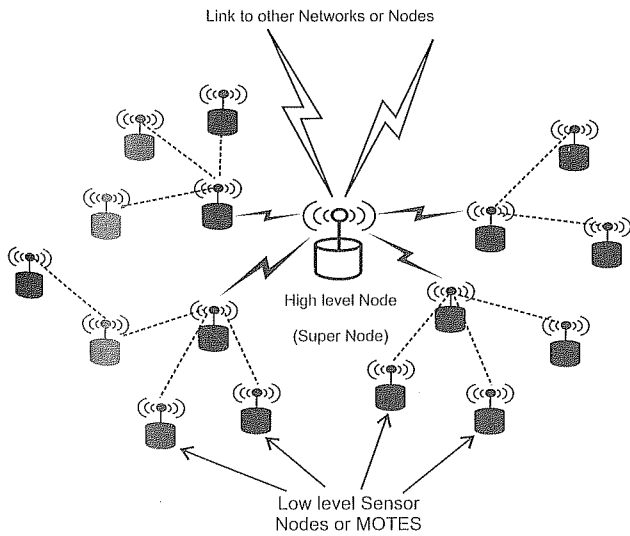 Link to other Networks or Nodes
High level Node
(Super Node)
Low level Sensor
Nodes or MOTES